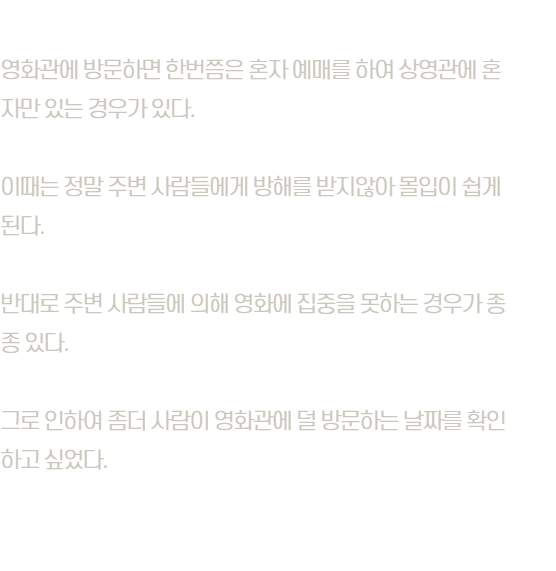 영화관에 방문하면 한번쯤은 혼자 예매를 하여 상영관에 혼
자만 있는 경우가 있다.
이때는 정말 주변 사람들에게 방해를 받지않아 몰입이 쉽게
된다.
반대로 주변 사람들에 의해 영화에 집중을 못하는 경우가 종
종 있다.
그로 인하여 좀더 사람이 영화관에 덜 방문하는 날짜를 확인
하고 싶었다.